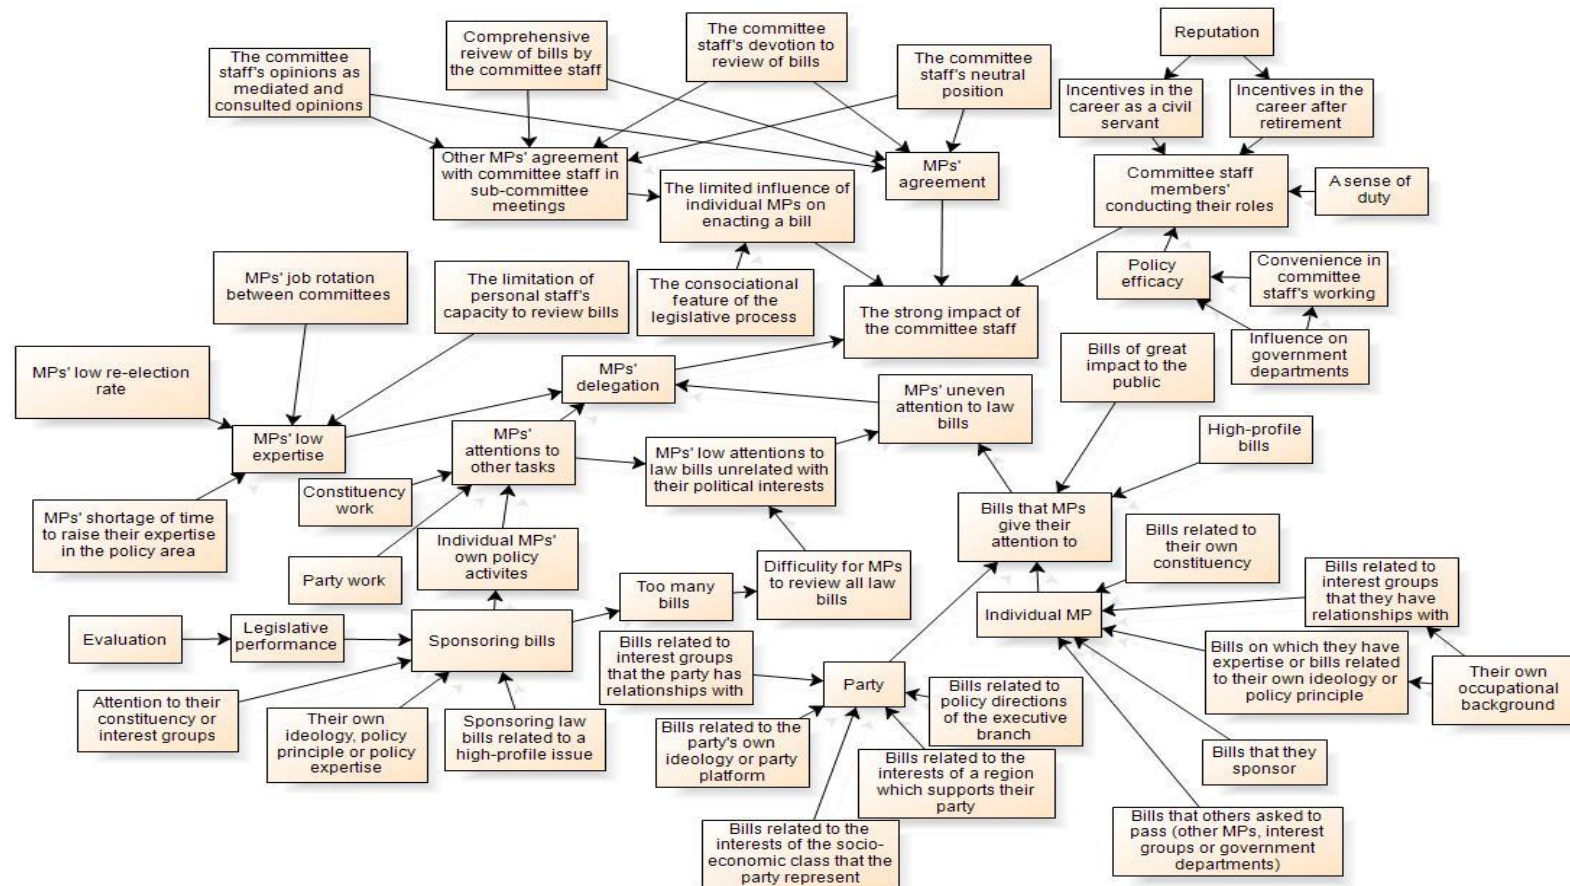 The committee
staff's opinions as
mediated and
consulted opinions
Comprehensive
reivew of bills by
the committee staff
The committee
staff's devotion to
review of bills
The committee
staff's neutral
position
Reputation
Incentives in the
career as a civil
servant
Incentives in the
career after
retirement
Other MPs' agreement
with committee staff in
sub-committee
meetings
The limited influence of
individual MPs on
enacting a bill
MPs'
agreement
Committee staff
members'
conducting their roles
A sense of
duty
MPs' job rotation
between committees
The limitation of
personal staff's
capacity to review bills
The consociational
feature of the
legislative process
The strong impact of
the committee staff
Policy
efficacy
Convenience in
committee
staff's working
Influence on
government
departments
MPs' low re-election
rate
MPs'
delegation
MPs' uneven
attention to law
bills
Bills of great
impact to the
public
High-profile
bills
MPs' low
expertise
MPs'
attentions to
other tasks
MPs' low attentions to
law bills unrelated with
their political interests
Constituency
work
MPs' shortage of time
to raise their expertise
in the policy area
Party work
Individual MPs'
own policy
activites
Bills that MPs
give their
attention to
Bills related to
their own
constituency
Too many
bills
Difficulity for MPs
to review all law
bills
Individual MP
Bills related to
interest groups
that they have
relationships with
Evaluation
Legislative
performance
Sponsoring bills
Bills related to
interest groups
that the party has
relationships with
Party
Bills on which they have
expertise or bills related
to their own ideology or
policy principle
Their own
occupational
background
Attention to their
constituency or
interest groups
Their own
ideology, policy
principle or policy
expertise
Sponsoring law
bills related to a
high-profile issue
Bills related to the
party's own
ideology or party
platform
Bills related to
policy directions
of the executive
branch
Bills related to
the interests of a region
which supports their
party
Bills that they
sponsor
Bills related to the
interests of the socio-
economic class that the
party represent
Bills that others asked to
pass (other MPs, interest
groups or government
departments)